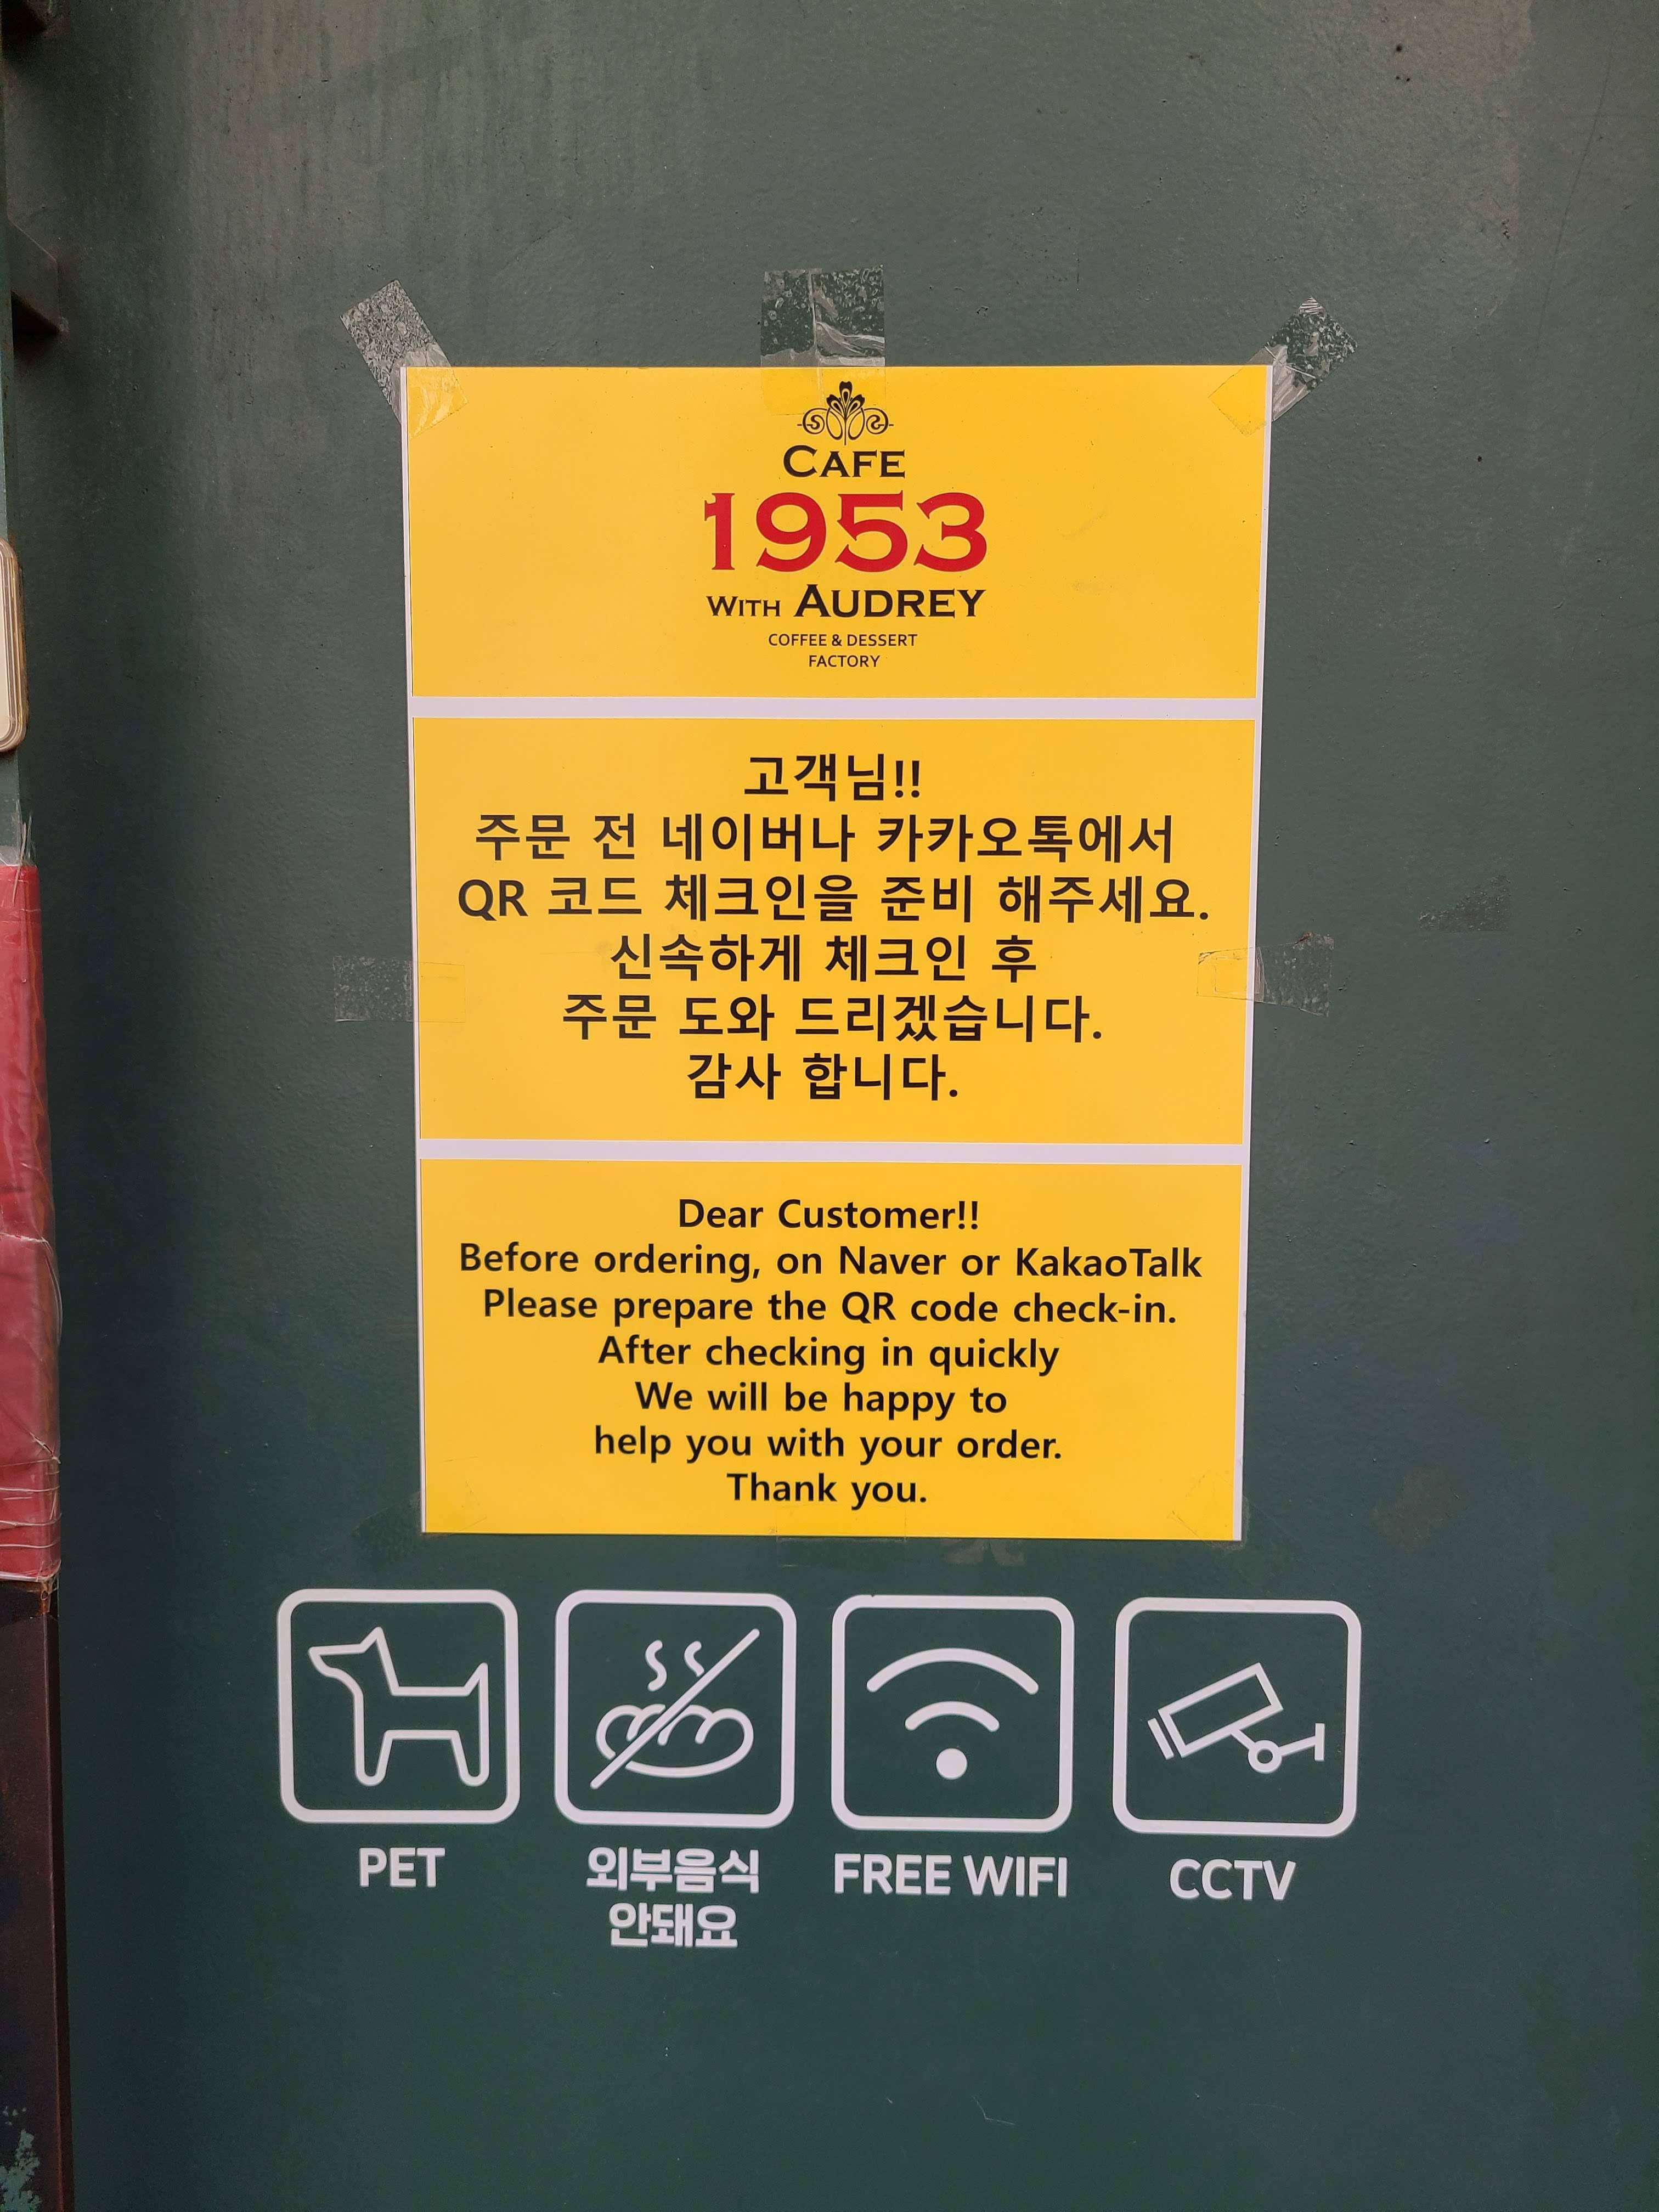 CAFE
1953
WITH AUDREY
COFFEE & DESSERT
FACTORY
고객님!!
주문 전 네이버나 카카오톡에서
QR 코드 체크인을 준비 해주세요.
신속하게 체크인 후
주문 도와 드리겠습니다.
감사 합니다.
Dear Customer!!
Before ordering, on Naver or KakaoTalk
Please prepare the QR code check-in.
After checking in quickly
We will be happy to
help you with your order.
Thank you.
PET
외부음식
안돼요
FREE WIFI
CCTV